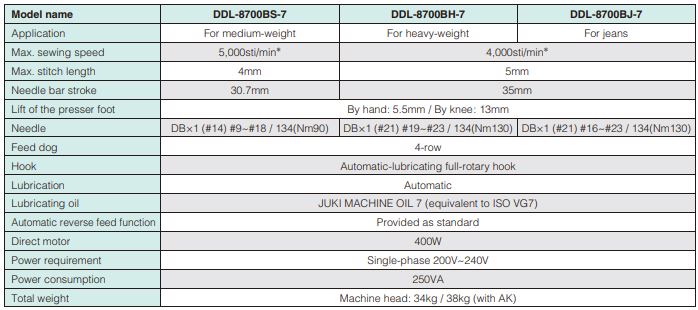 Model name DDL-8700BS-7 DDL-8700BH-7 DDL-8700BJ-7
Application For medium-weight For heavy-weight For jeans
Max. sewing speed 5,000sti/min* 4,000sti/min*
Max. stitch length 4mm 5mm
Needle bar stroke 30.7mm 35mm
Lift of the presser foot By hand: 5.5mm / By knee: 13mm
Needle DB×1 (#14) #9~#18 / 134(Nm90) DB×1 (#21) #19~#23 / 134(Nm130) DB×1 (#21) #16~#23 / 134(Nm130)
Feed dog 4-row
Hook Automatic-lubricating full-rotary hook
Lubrication Automatic
Lubricating oil JUKI MACHINE OIL 7 (equivalent to ISO VG7)
Automatic reverse feed function Provided as standard
Direct motor 400W
Power requirement Single-phase 200V~240V
Power consumption 250VA
Total weight Machine head: 34kg / 38kg (with AK)